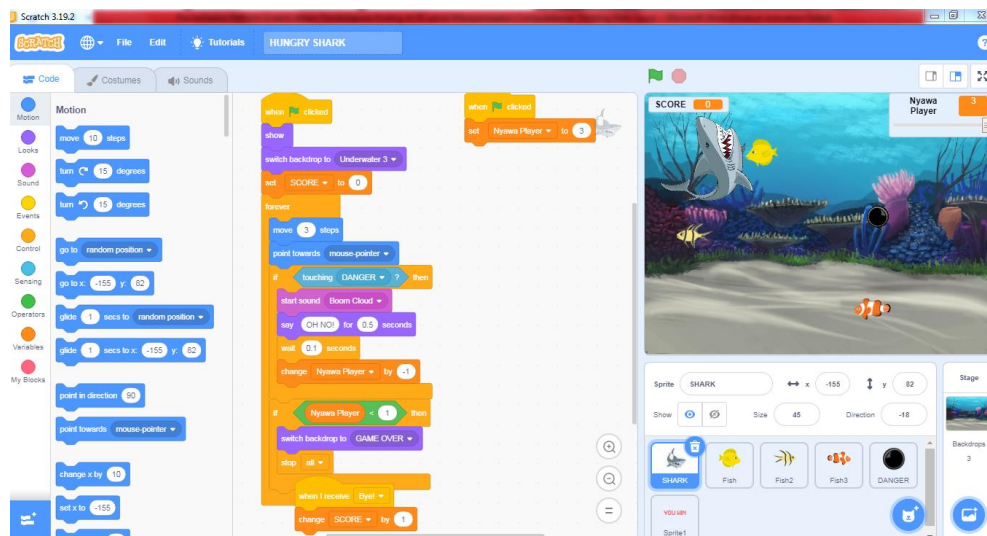 Scratch 3.19.2
SCRATCH File Edit Tutorials HUNGRY SHARK
Code Costumes Sounds
Motion
Looks
Sound
Events
Control
Sensing
Operators
Variables
My Blocks
Motion
move 10 steps
turn 15 degrees
turn 15 degrees
go to random position
go to x: -155 y: 82
glide 1 secs to random position
glide 1 secs to x: -155 y: 82
point in direction 90
point towards mouse-pointer
change x by 10
set x to -155
when clicked
show
switch backdrop to Underwater 3
set SCORE to 0
forever
move 3 steps
point towards mouse-pointer
if touching DANGER ? then
start sound Boom Cloud
say OH NO! for 0.5 seconds
wait 0.1 seconds
change Nyawa Player by -1
if Nyawa Player < 1 then
switch backdrop to GAME OVER
stop all
when I receive Bye!
change SCORE by 1
when clicked
set Nyawa Player to 3
SCORE 0
Nyawa Player 3
Sprite SHARK x -155 y 82
Show Size 45 Direction -18
SHARK Fish Fish2 Fish3 DANGER
YOU WIN
Sprite1
Stage
Backdrops
3